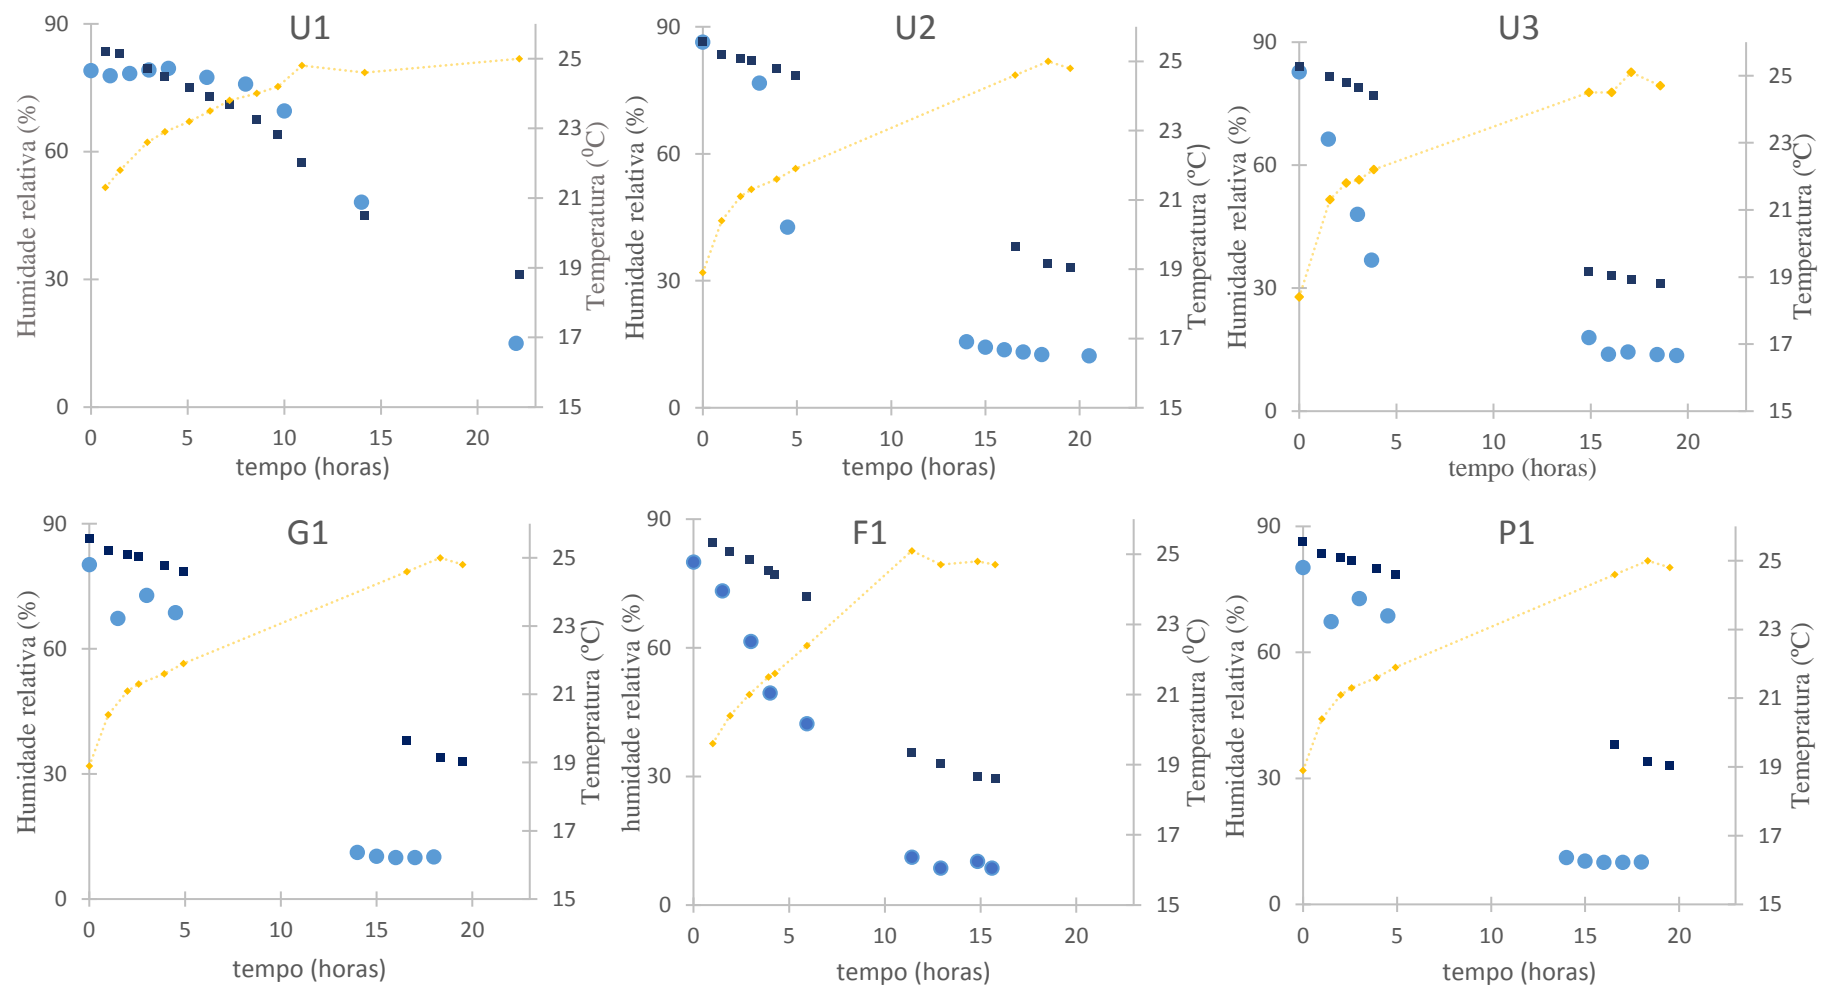 U1
90
60
30
0
0 5 10 15 20
25
23
21
19
17
15
Humidade relativa (%)
Temperatura (⁰C)
tempo (horas)
U2
90
60
30
0
0 5 10 15 20
25
23
21
19
17
15
Humidade relativa (%)
Temperatura (ºC)
tempo (horas)
U3
90
60
30
0
0 5 10 15 20
25
23
21
19
17
15
Humidade relativa (%)
Temperatura (ºC)
tempo (horas)
G1
90
60
30
0
0 5 10 15 20
25
23
21
19
17
15
Humidade relativa (%)
Temepratura (ºC)
tempo (horas)
F1
90
60
30
0
0 5 10 15 20
25
23
21
19
17
15
humidade relativa (%)
Temperatura (⁰C)
tempo (horas)
P1
90
60
30
0
0 5 10 15 20
25
23
21
19
17
15
Humidade relativa (%)
Temepratura (ºC)
tempo (horas)